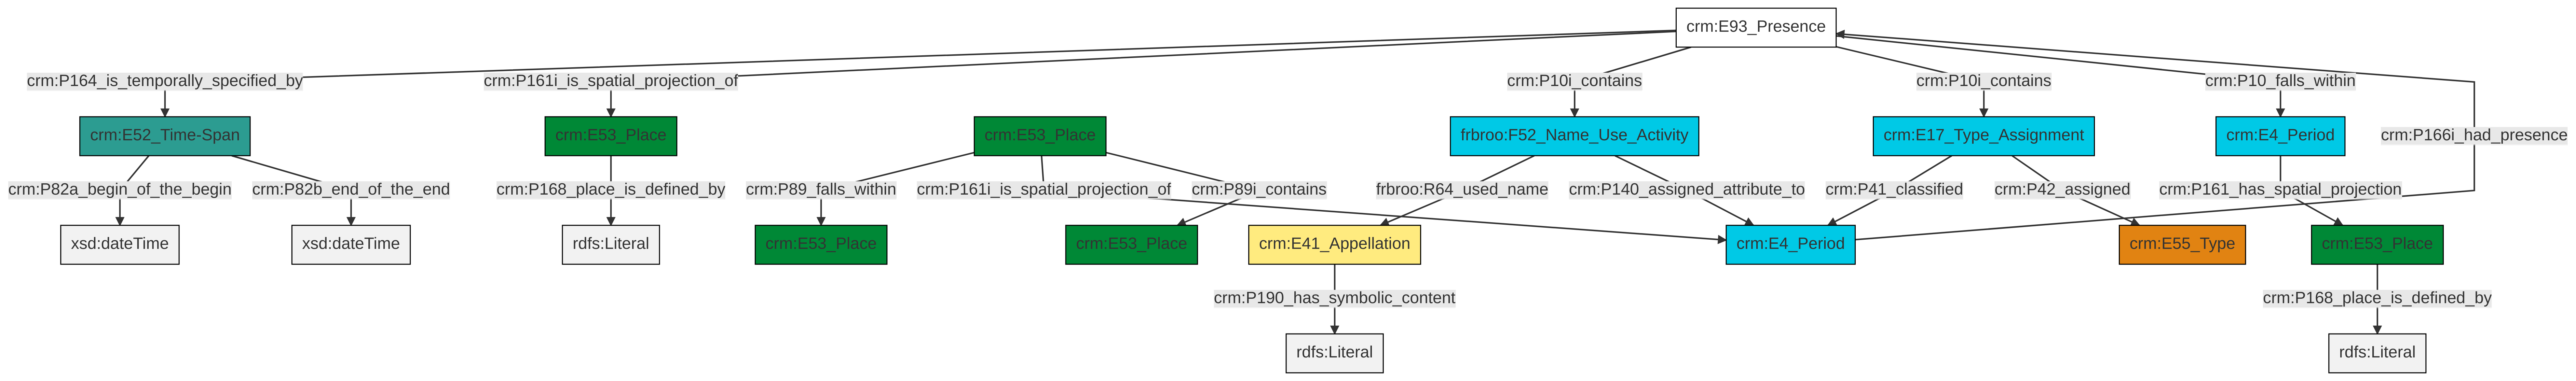 crm:E93_Presence
crm:P164_is_temporally_specified_by
crm:P161i_is_spatial_projection_of
crm:P10i_contains
crm:P10i_contains
crm:P10_falls_within
crm:E52_Time-Span
crm:E53_Place
crm:E53_Place
frbroo:F52_Name_Use_Activity
crm:E17_Type_Assignment
crm:E4_Period
crm:P166i_had_presence
crm:P82a_begin_of_the_begin
crm:P82b_end_of_the_end
crm:P168_place_is_defined_by
crm:P89_falls_within
crm:P161i_is_spatial_projection_of
crm:P89i_contains
frbroo:R64_used_name
crm:P140_assigned_attribute_to
crm:P41_classified
crm:P42_assigned
crm:P161_has_spatial_projection
xsd:dateTime
xsd:dateTime
rdfs:Literal
crm:E53_Place
crm:E53_Place
crm:E41_Appellation
crm:E4_Period
crm:E55_Type
crm:E53_Place
crm:P190_has_symbolic_content
crm:P168_place_is_defined_by
rdfs:Literal
rdfs:Literal